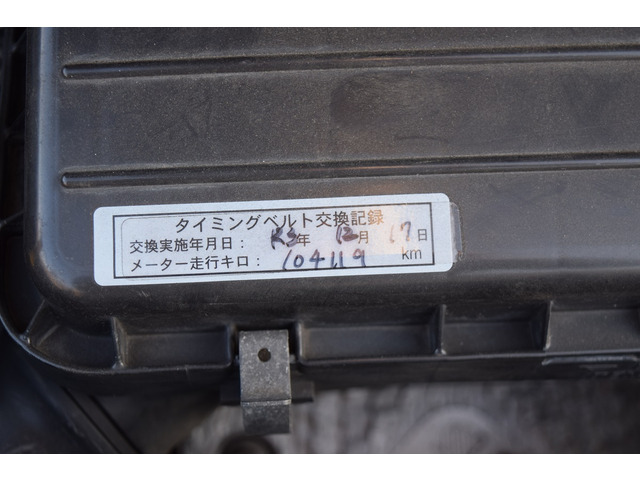 タイミングベルト交換記録
交換実施年月日： R3年 12月 17日
メーター走行キロ： 104119 km